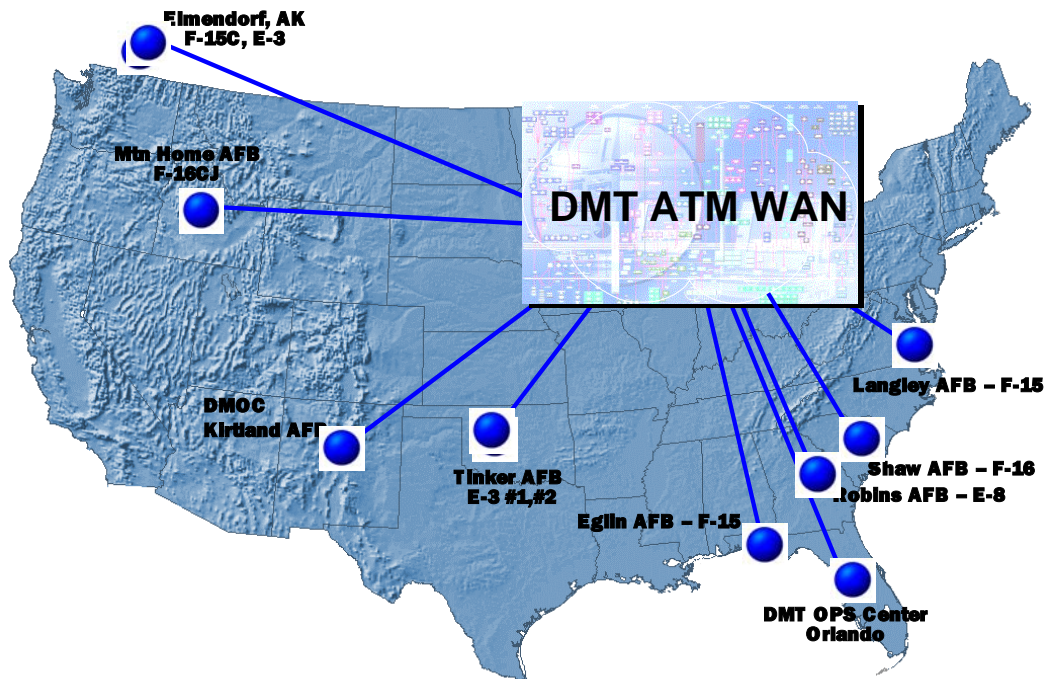 Elmendorf, AK
F-15C, E-3
Mtn Home AFB
F-16CJ
DMT ATM WAN
Langley AFB – F-15
DMOC
Kirtland AFB
Tinker AFB
E-3 #1,#2
Shaw AFB – F-16
Robins AFB – E-8
Eglin AFB – F-15
DMT OPS Center
Orlando